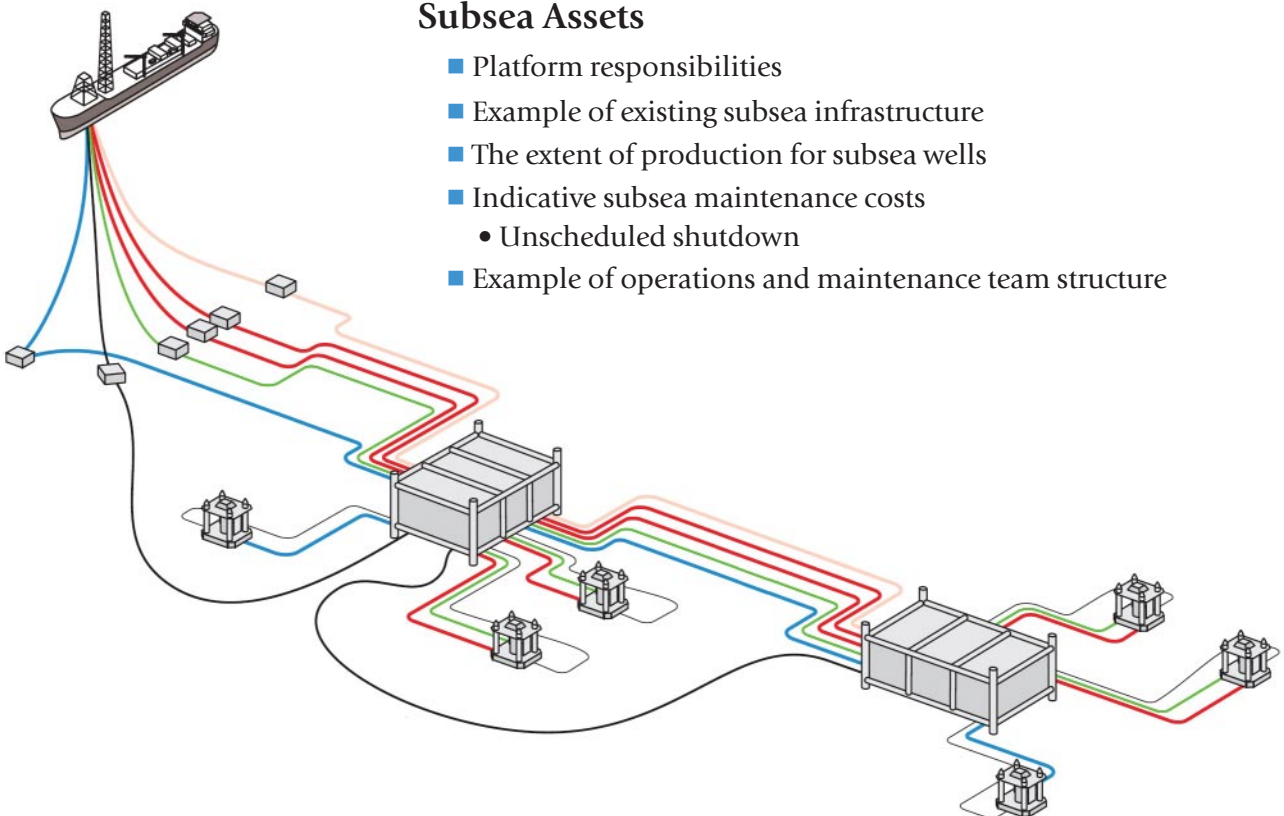 Subsea Assets
■ Platform responsibilities
■ Example of existing subsea infrastructure
■ The extent of production for subsea wells
■ Indicative subsea maintenance costs
• Unscheduled shutdown
■ Example of operations and maintenance team structure